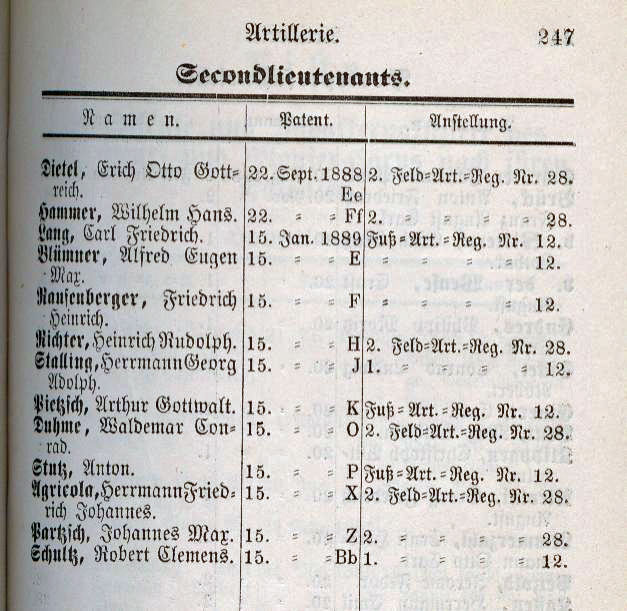 Artillerie. 247
Secondlieutenants.
Namen. Patent. Anstellung.
Dietel, Erich Otto Gott= 22. Sept. 1888 2. Feld=Art.=Reg. Nr. 28.
reich. Ee
Hammer, Wilhelm Hans. 22. = = Ff 2. = = = = 28.
Lang, Carl Friedrich. 15. Jan. 1889 Fuß=Art.=Reg. Nr. 12.
Blümner, Alfred Eugen 15. = = E = = = = 12.
Max.
Rausenberger, Friedrich 15. = = F = = = = 12.
Heinrich.
Richter, Heinrich Rudolph. 15. = = H 2. Feld=Art.=Reg. Nr. 28.
Stalling, Herrmann Georg 15. = = J 1. = = = = 12.
Adolph.
Pietzsch, Arthur Gottwalt. 15. = = K Fuß=Art.=Reg. Nr. 12.
Duhme, Waldemar Con= 15. = = O 2. Feld=Art.=Reg. Nr. 28.
rad.
Stutz, Anton. 15. = = P Fuß=Art.=Reg. Nr. 12.
Agricola, Herrmann Fried= 15. = = X 2. Feld=Art.=Reg. Nr. 28.
rich Johannes.
Partzsch, Johannes Max. 15. = = Z 2. = = = = 28.
Schultz, Robert Clemens. 15. = = Bb 1. = = = = 12.